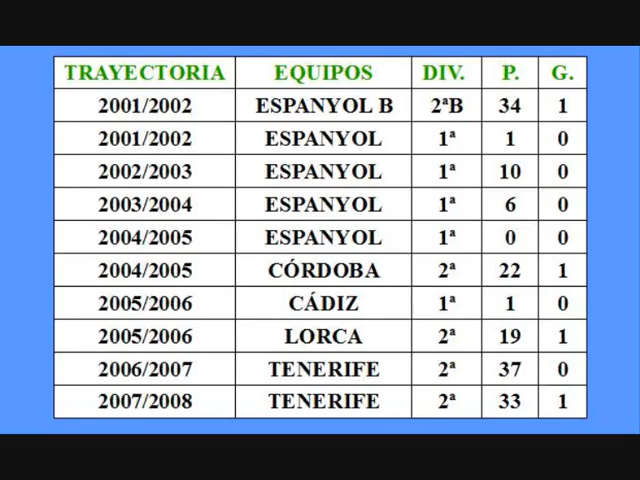 TRAYECTORIA EQUIPOS DIV. P. G.
2001/2002 ESPANYOL B 2ªB 34 1
2001/2002 ESPANYOL 1ª 1 0
2002/2003 ESPANYOL 1ª 10 0
2003/2004 ESPANYOL 1ª 6 0
2004/2005 ESPANYOL 1ª 0 0
2004/2005 CÓRDOBA 2ª 22 1
2005/2006 CÁDIZ 1ª 1 0
2005/2006 LORCA 2ª 19 1
2006/2007 TENERIFE 2ª 37 0
2007/2008 TENERIFE 2ª 33 1